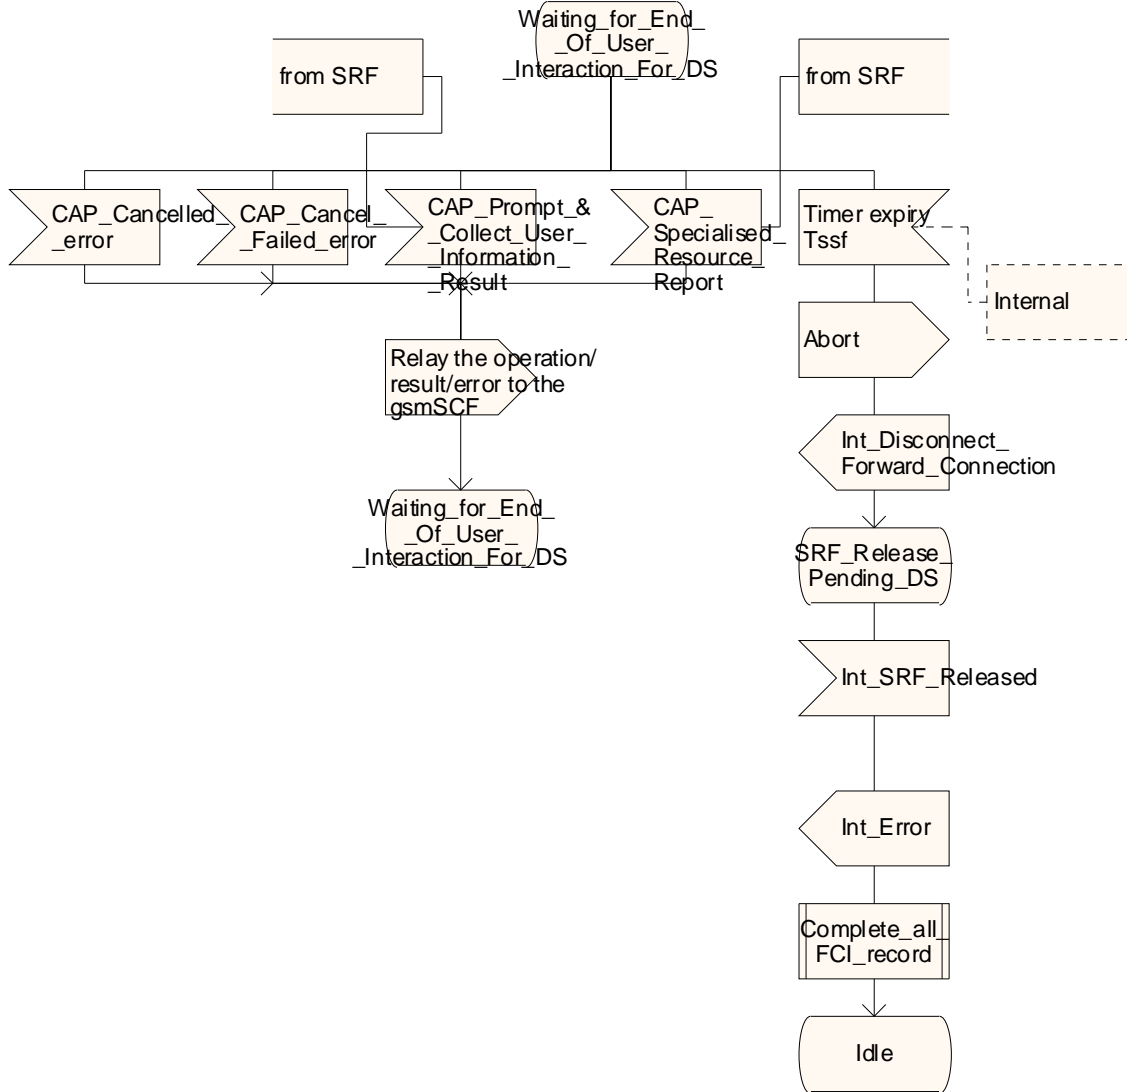 Waiting_for_End_
_Of_User_
_Interaction_For_DS
from SRF
from SRF
CAP_Cancelled_
_error
CAP_Cancel_
_Failed_error
CAP_Prompt_&
_Collect_User_
_Information_
_Result
CAP_
Specialised_
Resource_
Report
Timer expiry
Tssf
Internal
Abort
Relay the operation/
result/error to the
gsmSCF
Int_Disconnect_
Forward_Connection
Waiting_for_End_
_Of_User_
_Interaction_For_DS
SRF_Release_
Pending_DS
Int_SRF_Released
Int_Error
Complete_all_
FCI_record
Idle